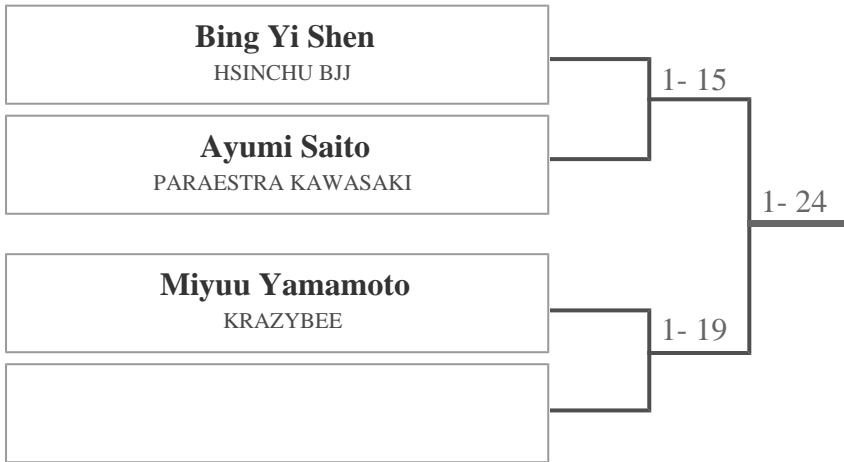 Bing Yi Shen
HSINCHU BJJ
1- 15
Ayumi Saito
PARAESTRA KAWASAKI
1- 24
Miyuu Yamamoto
KRAZYBEE
1- 19